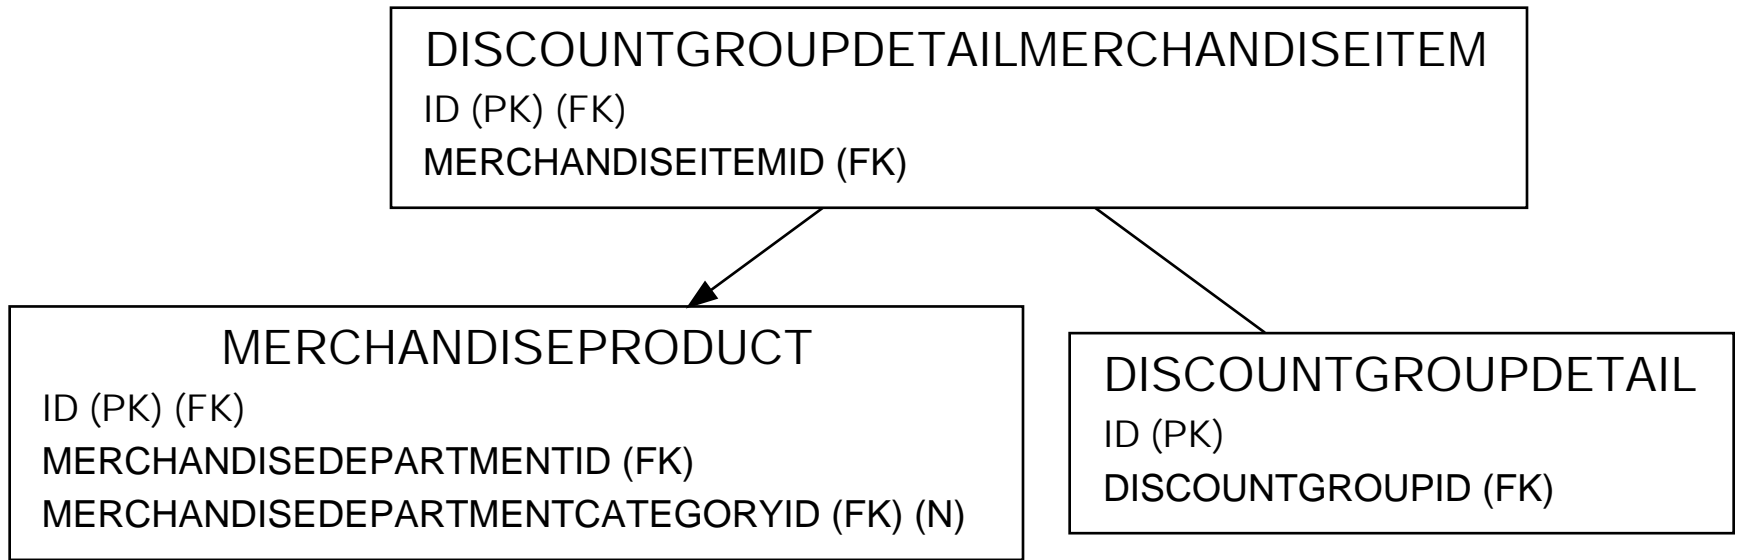 DISCOUNTGROUPDETAILMERCHANDISEITEM
ID (PK) (FK)
MERCHANDISEITEMID (FK)
MERCHANDISEPRODUCT
ID (PK) (FK)
MERCHANDISEDEPARTMENTID (FK)
MERCHANDISEDEPARTMENTCATEGORYID (FK) (N)
DISCOUNTGROUPDETAIL
ID (PK)
DISCOUNTGROUPID (FK)